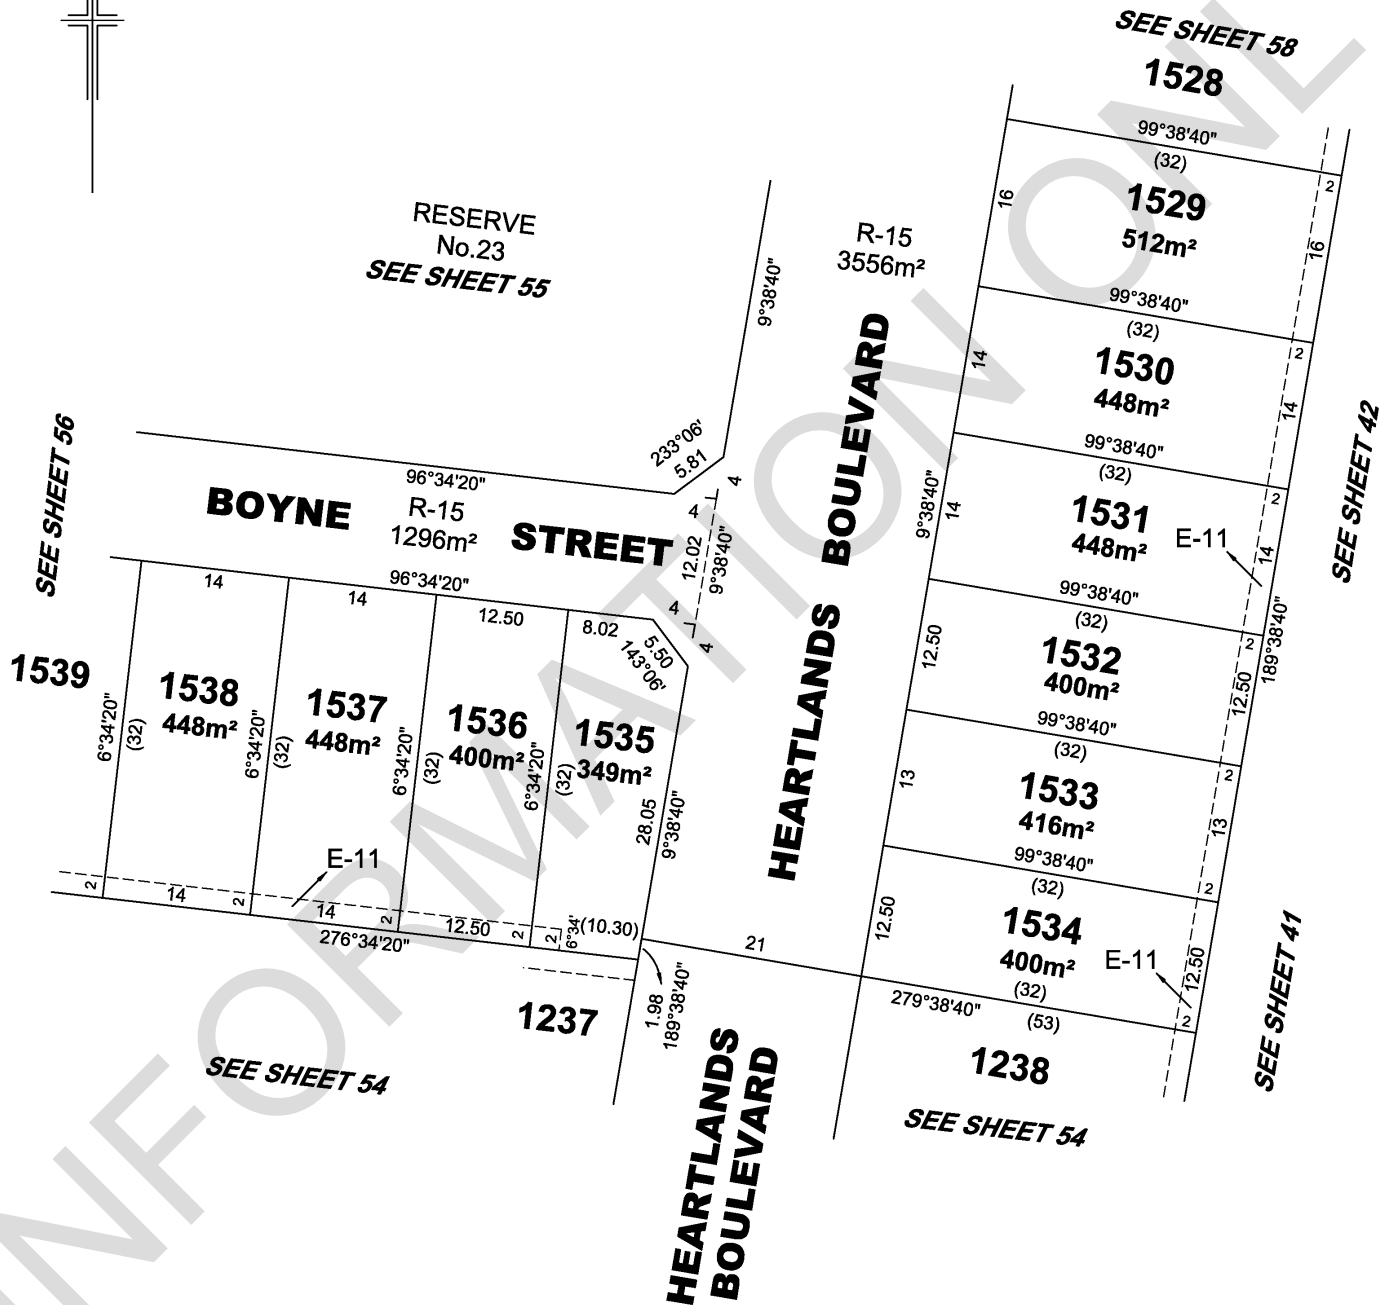 SEE SHEET 58
1528
99°38'40"
(32)
2
16
1529
512m²
16
RESERVE
No.23
SEE SHEET 55
9°38'40"
R-15
3556m²
99°38'40"
(32)
2
14
1530
448m²
14
HEARTLANDS BOULEVARD
SEE SHEET 56
SEE SHEET 42
233°06'
5.81
99°38'40"
(32)
2
9°38'40"
14
1531
448m²
E-11
14
189°38'40"
96°34'20"
BOYNE STREET
R-15
1296m²
4
4
12.02
9°38'40"
4
4
96°34'20"
14
14
12.50
8.02
5.50
143°06'
99°38'40"
(32)
2
12.50
1532
400m²
12.50
1539
6°34'20"
(32)
1538
448m²
6°34'20"
(32)
1537
448m²
6°34'20"
(32)
1536
400m²
6°34'20"
(32)
1535
349m²
28.05
9°38'40"
99°38'40"
(32)
2
13
1533
416m²
13
99°38'40"
(32)
2
12.50
1534
400m²
E-11
12.50
(32)
2
E-11
2
14
2
14
2
12.50
2
2
6°34'
(10.30)
276°34'20"
21
279°38'40"
(53)
1.98
189°38'40"
1237
1238
SEE SHEET 41
SEE SHEET 54
SEE SHEET 54
HEARTLANDS
BOULEVARD
INFORMATION ONL